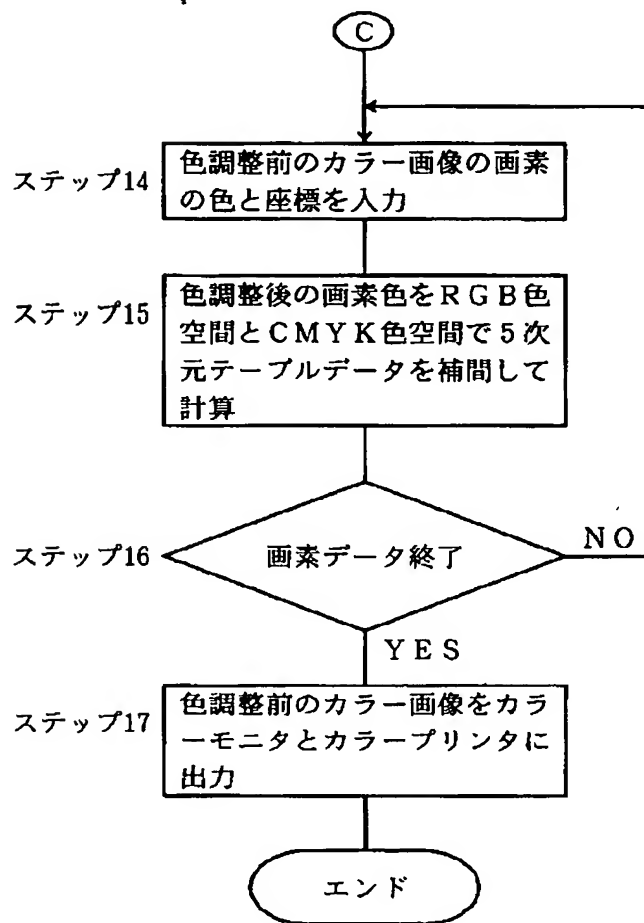 C
ステップ14
色調整前のカラー画像の画素
の色と座標を入力
ステップ15
色調整後の画素色をRGB色
空間とCMYK色空間で5次
元テーブルデータを補間して
計算
ステップ16
画素データ終了
NO
YES
ステップ17
色調整前のカラー画像をカラ
ーモニタとカラープリンタに
出力
エンド